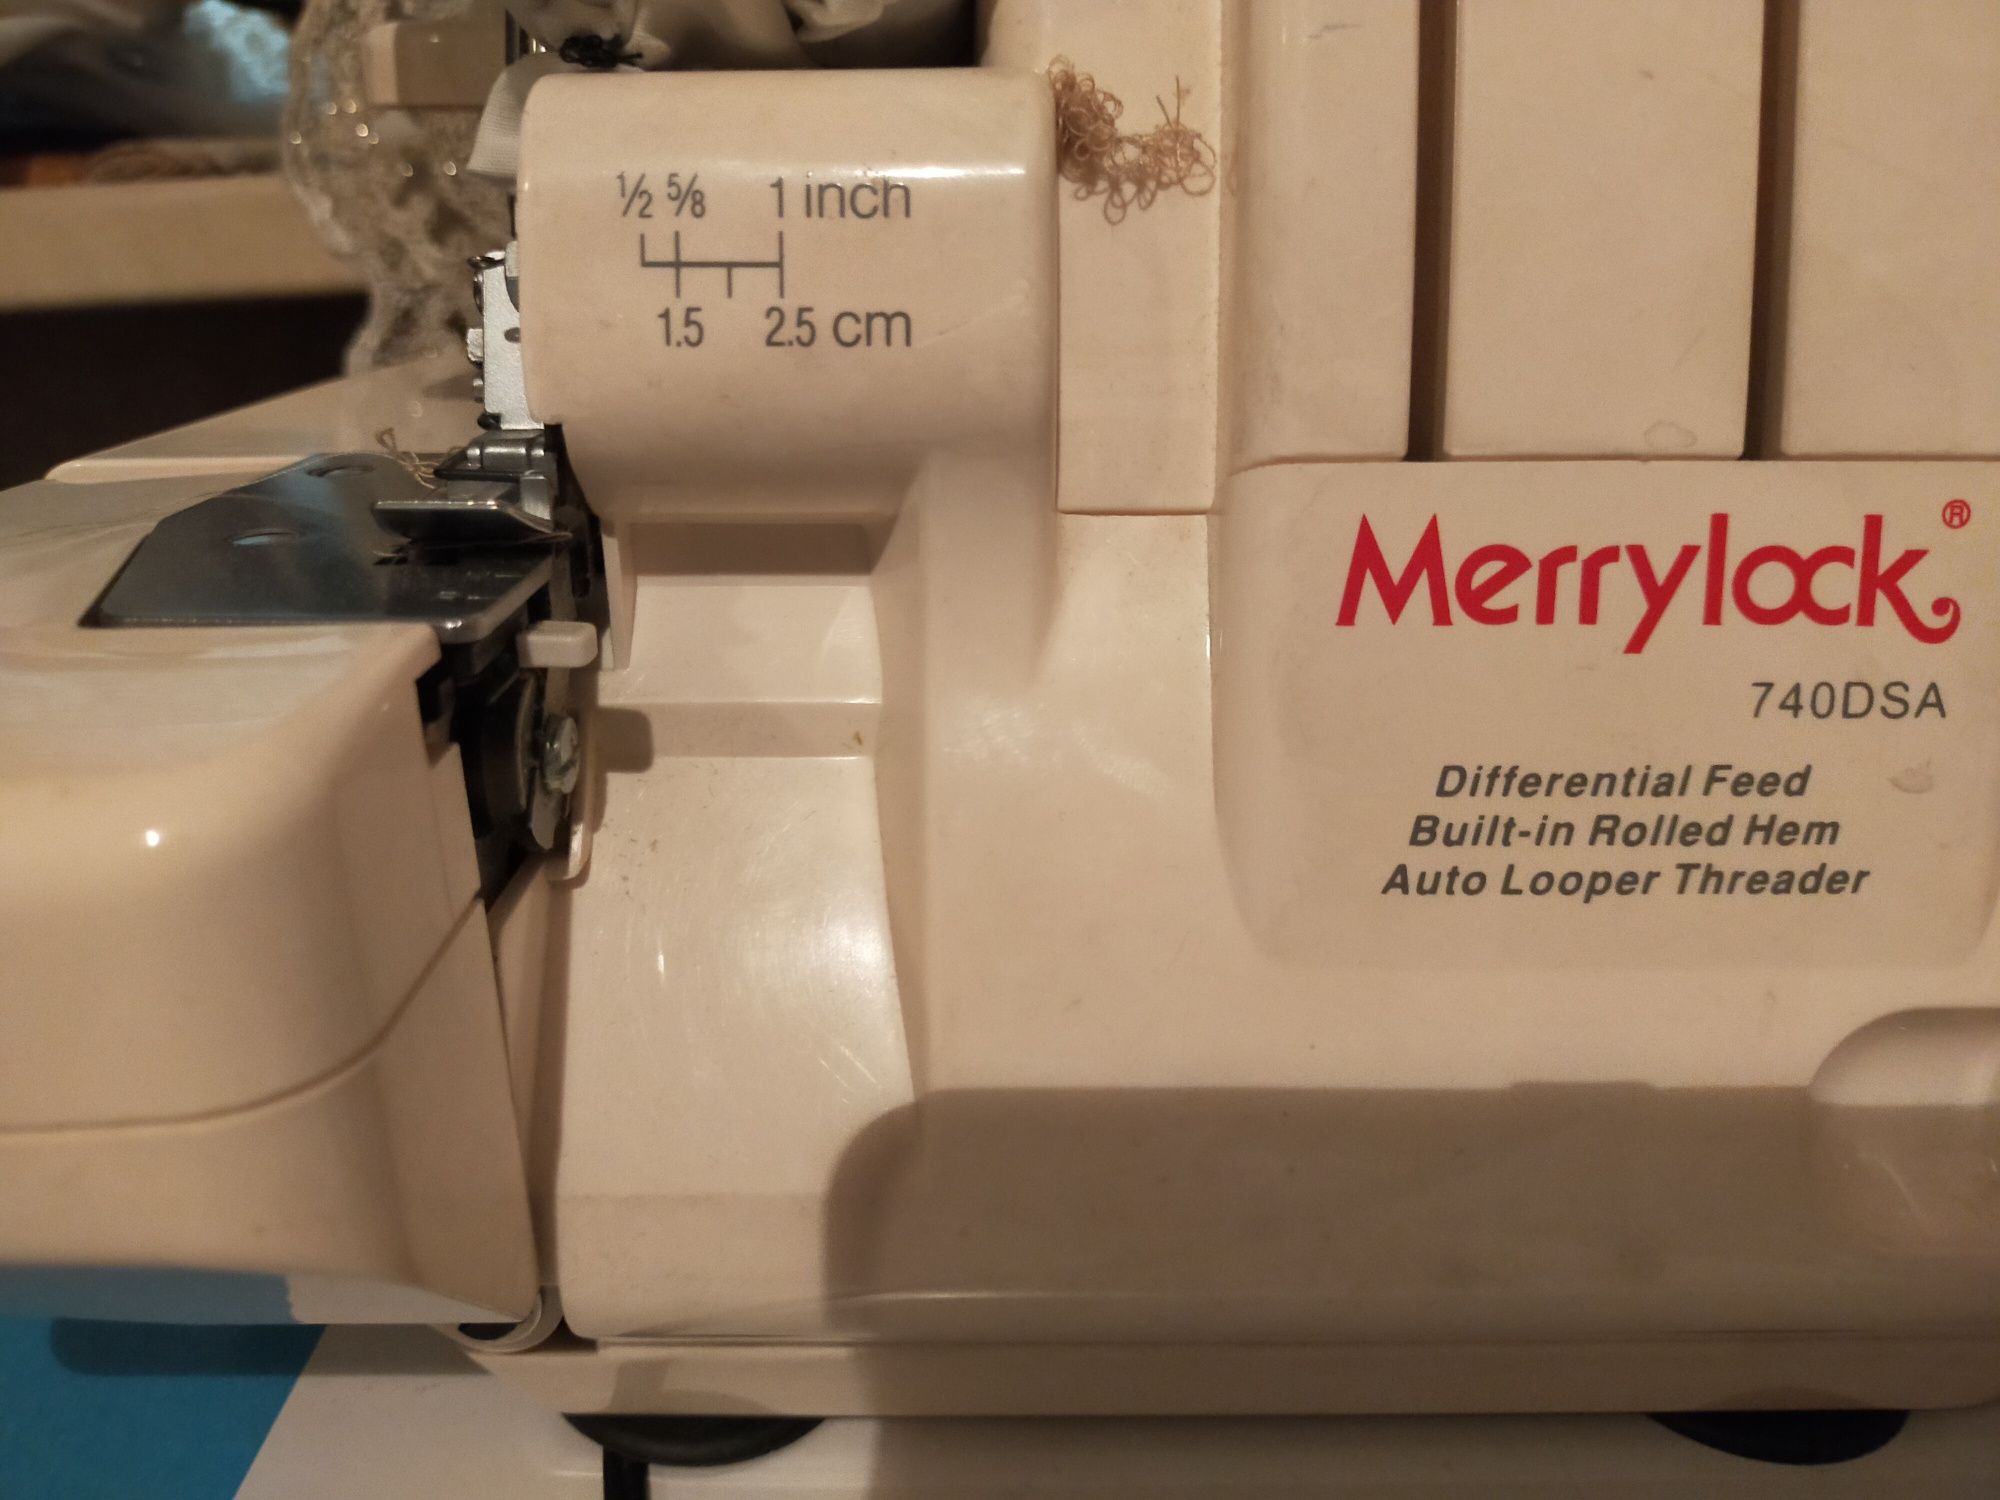 ½ ⅝ 1 inch
1.5 2.5 cm
Merrylock®
740DSA
Differential Feed
Built-in Rolled Hem
Auto Looper Threader